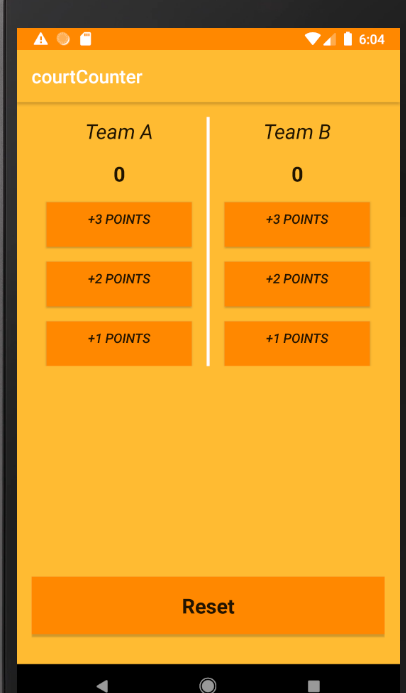 6:04
courtCounter
Team A
0
+3 POINTS
+2 POINTS
+1 POINTS
Team B
0
+3 POINTS
+2 POINTS
+1 POINTS
Reset